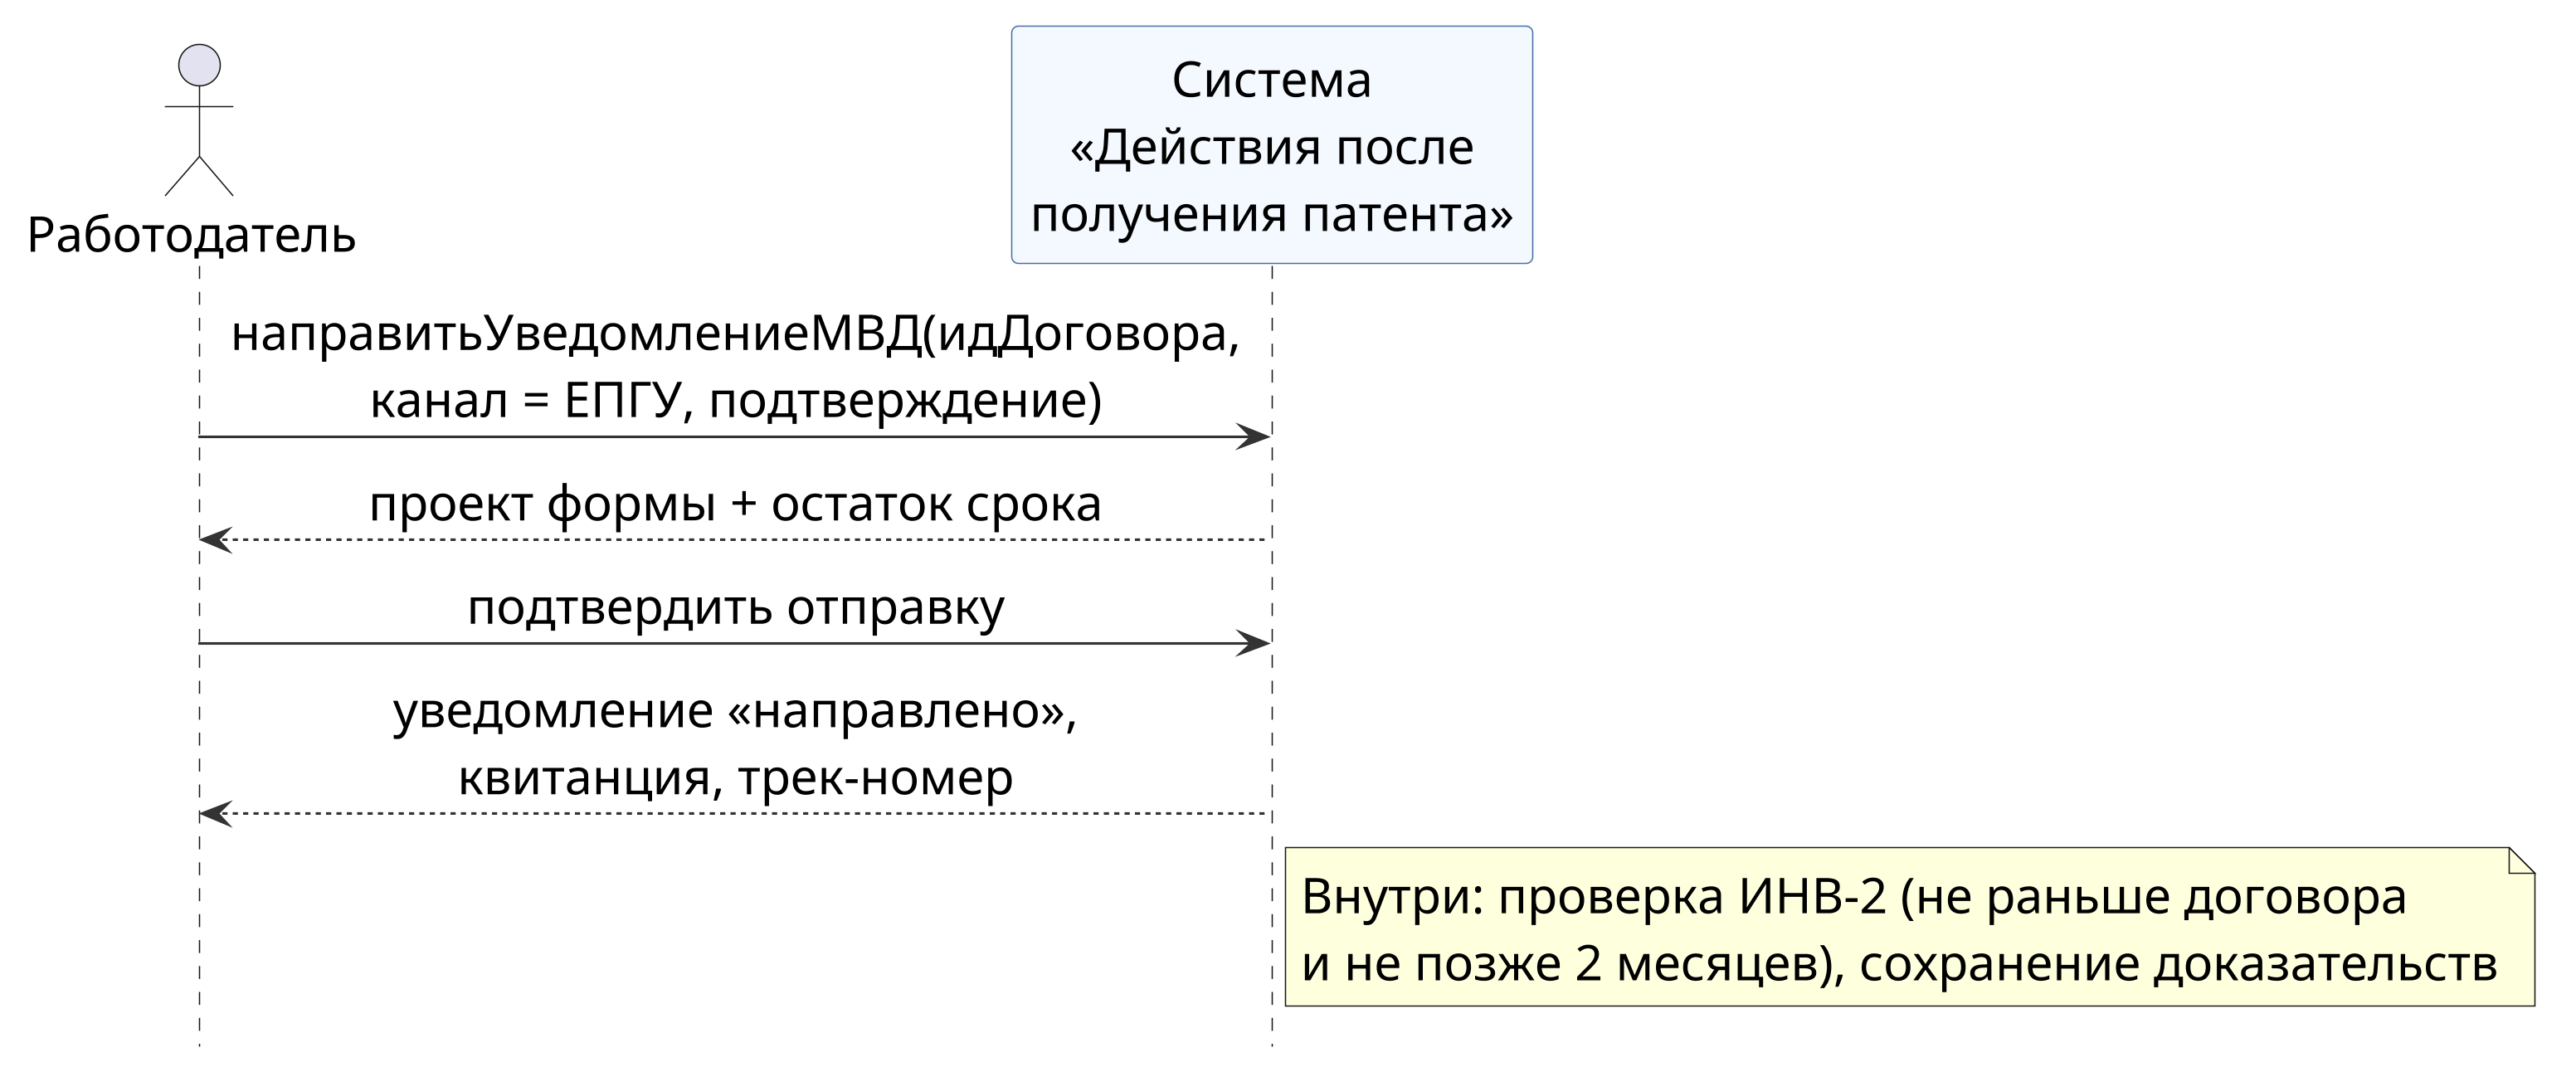 Работодатель
Система
«Действия после
получения патента»
направитьУведомлениеМВД(идДоговора,
канал = ЕПГУ, подтверждение)
проект формы + остаток срока
подтвердить отправку
уведомление «направлено»,
квитанция, трек-номер
Внутри: проверка ИНВ-2 (не раньше договора
и не позже 2 месяцев), сохранение доказательств